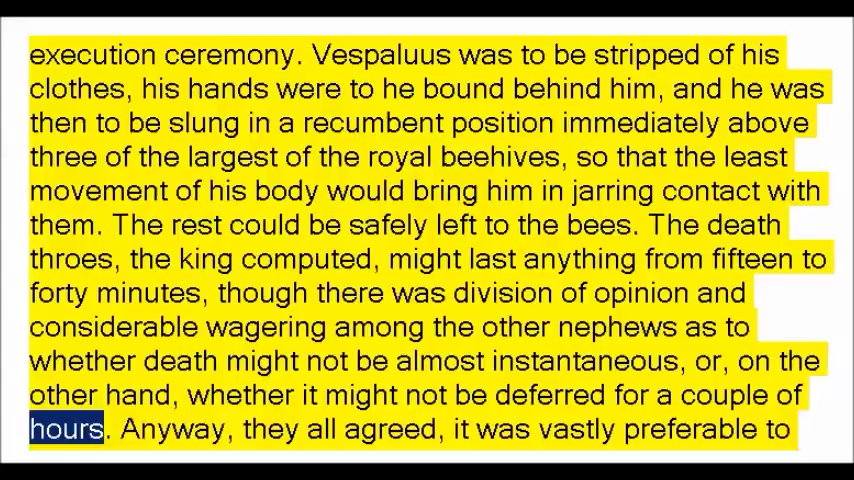 execution ceremony. Vespaluus was to be stripped of his
clothes, his hands were to he bound behind him, and he was
then to be slung in a recumbent position immediately above
three of the largest of the royal beehives, so that the least
movement of his body would bring him in jarring contact with
them. The rest could be safely left to the bees. The death
throes, the king computed, might last anything from fifteen to
forty minutes, though there was division of opinion and
considerable wagering among the other nephews as to
whether death might not be almost instantaneous, or, on the
other hand, whether it might not be deferred for a couple of
hours. Anyway, they all agreed, it was vastly preferable to